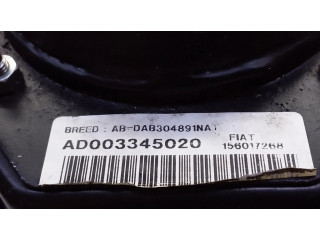 BREED : AB-DAB304891NAT
AD003345020 FIAT
156017268